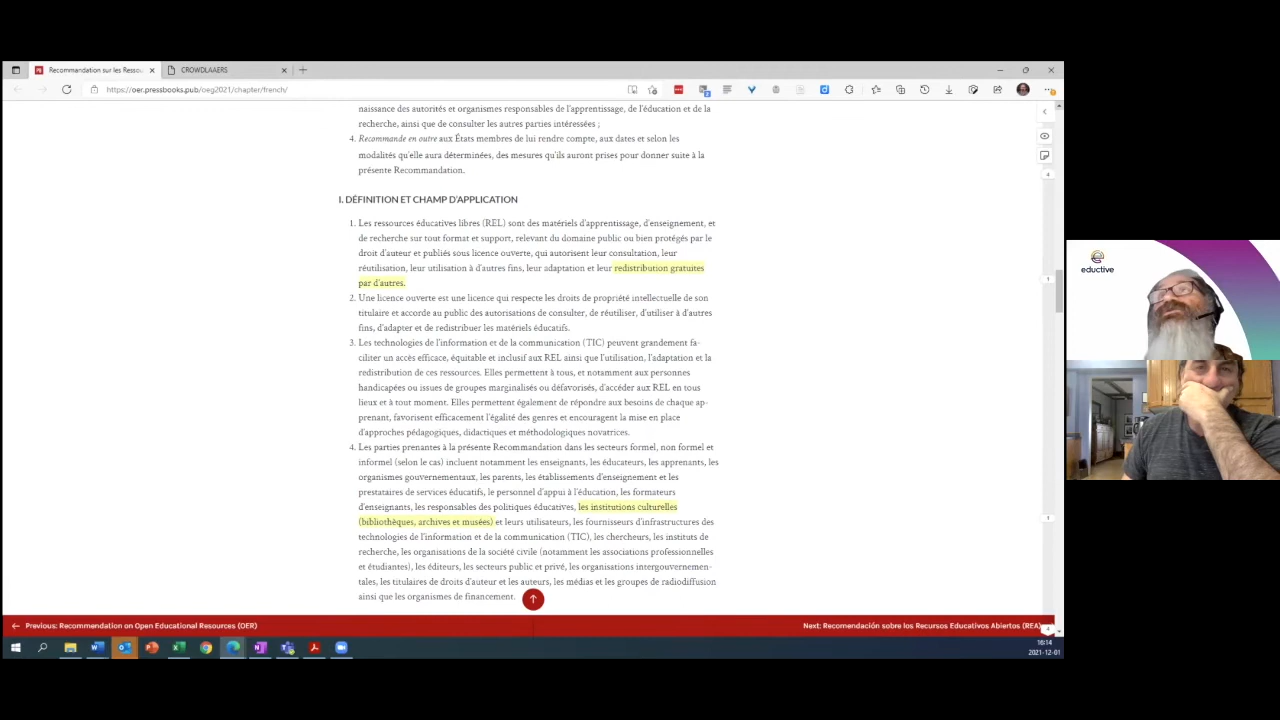 Recommandation sur les Ressou
CROWDLAAERS
https://oer.pressbooks.pub/oeg2021/chapter/french/
naissance des autorités et organismes responsables de l'apprentissage, de l'éducation et de la
recherche, ainsi que de consulter les autres parties intéressées ;
4. Recommande en outre aux États membres de lui rendre compte, aux dates et selon les
modalités qu'elle aura déterminées, des mesures qu'ils auront prises pour donner suite à la
présente Recommandation.
I. DÉFINITION ET CHAMP D'APPLICATION
1. Les ressources éducatives libres (REL) sont des matériels d'apprentissage, d'enseignement, et
de recherche sur tout format et support, relevant du domaine public ou bien protégés par le
droit d'auteur et publiés sous licence ouverte, qui autorisent leur consultation, leur
réutilisation, leur utilisation à d'autres fins, leur adaptation et leur redistribution gratuites
par d'autres.
2. Une licence ouverte est une licence qui respecte les droits de propriété intellectuelle de son
titulaire et accorde au public des autorisations de consulter, de réutiliser, d'utiliser à d'autres
fins, d'adapter et de redistribuer les matériels éducatifs.
3. Les technologies de l'information et de la communication (TIC) peuvent grandement fa-
ciliter un accès efficace, équitable et inclusif aux REL ainsi que l'utilisation, l'adaptation et la
redistribution de ces ressources. Elles permettent à tous, et notamment aux personnes
handicapées ou issues de groupes marginalisés ou défavorisés, d'accéder aux REL en tous
lieux et à tout moment. Elles permettent également de répondre aux besoins de chaque ap-
prenant, favorisent efficacement l'égalité des genres et encouragent la mise en place
d'approches pédagogiques, didactiques et méthodologiques novatrices.
4. Les parties prenantes à la présente Recommandation dans les secteurs formel, non formel et
informel (selon le cas) incluent notamment les enseignants, les éducateurs, les apprenants, les
organismes gouvernementaux, les parents, les établissements d'enseignement et les
prestataires de services éducatifs, le personnel d'appui à l'éducation, les formateurs
d'enseignants, les responsables des politiques éducatives, les institutions culturelles
(bibliothèques, archives et musées) et leurs utilisateurs, les fournisseurs d'infrastructures des
technologies de l'information et de la communication (TIC), les chercheurs, les instituts de
recherche, les organisations de la société civile (notamment les associations professionnelles
et étudiantes), les éditeurs, les secteurs public et privé, les organisations intergouvernemen-
tales, les titulaires de droits d'auteur et les auteurs, les médias et les groupes de radiodiffusion
ainsi que les organismes de financement.
4
1
1
4
← Previous: Recommendation on Open Educational Resources (OER)
Next: Recomendación sobre los Recursos Educativos Abiertos (REA)
16:14
2021-12-01
eductive